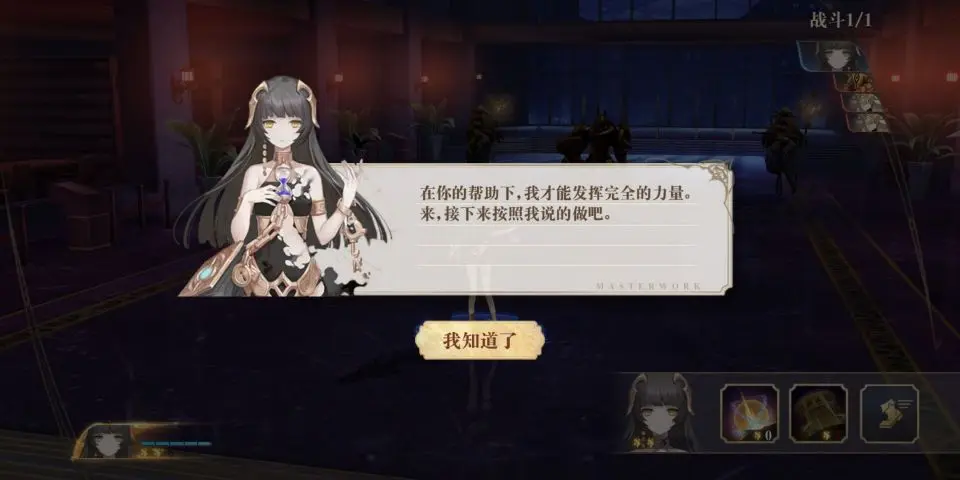 战斗1/1
在你的帮助下，我才能发挥完全的力量。
来，接下来按照我说的做吧。
MASTERWORK
我知道了
0